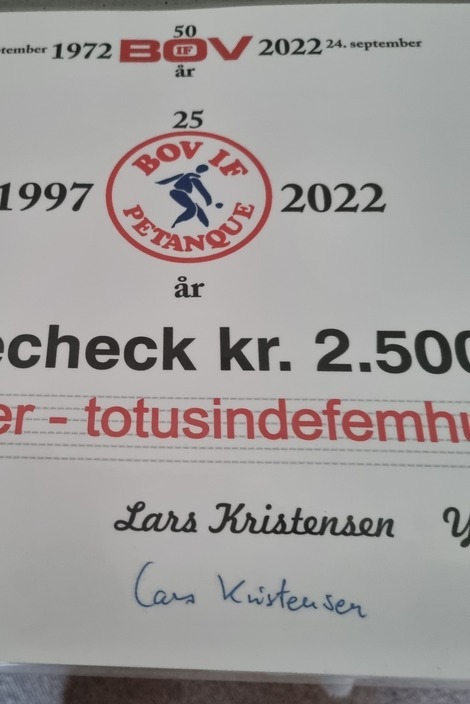 50
tember 1972 BOV IF 2022 24. september
år
25
1997 BOV IF PETANQUE 2022
år
echeck kr. 2.500
er - totusindefemhu
Lars Kristensen Y
Lars Kristensen